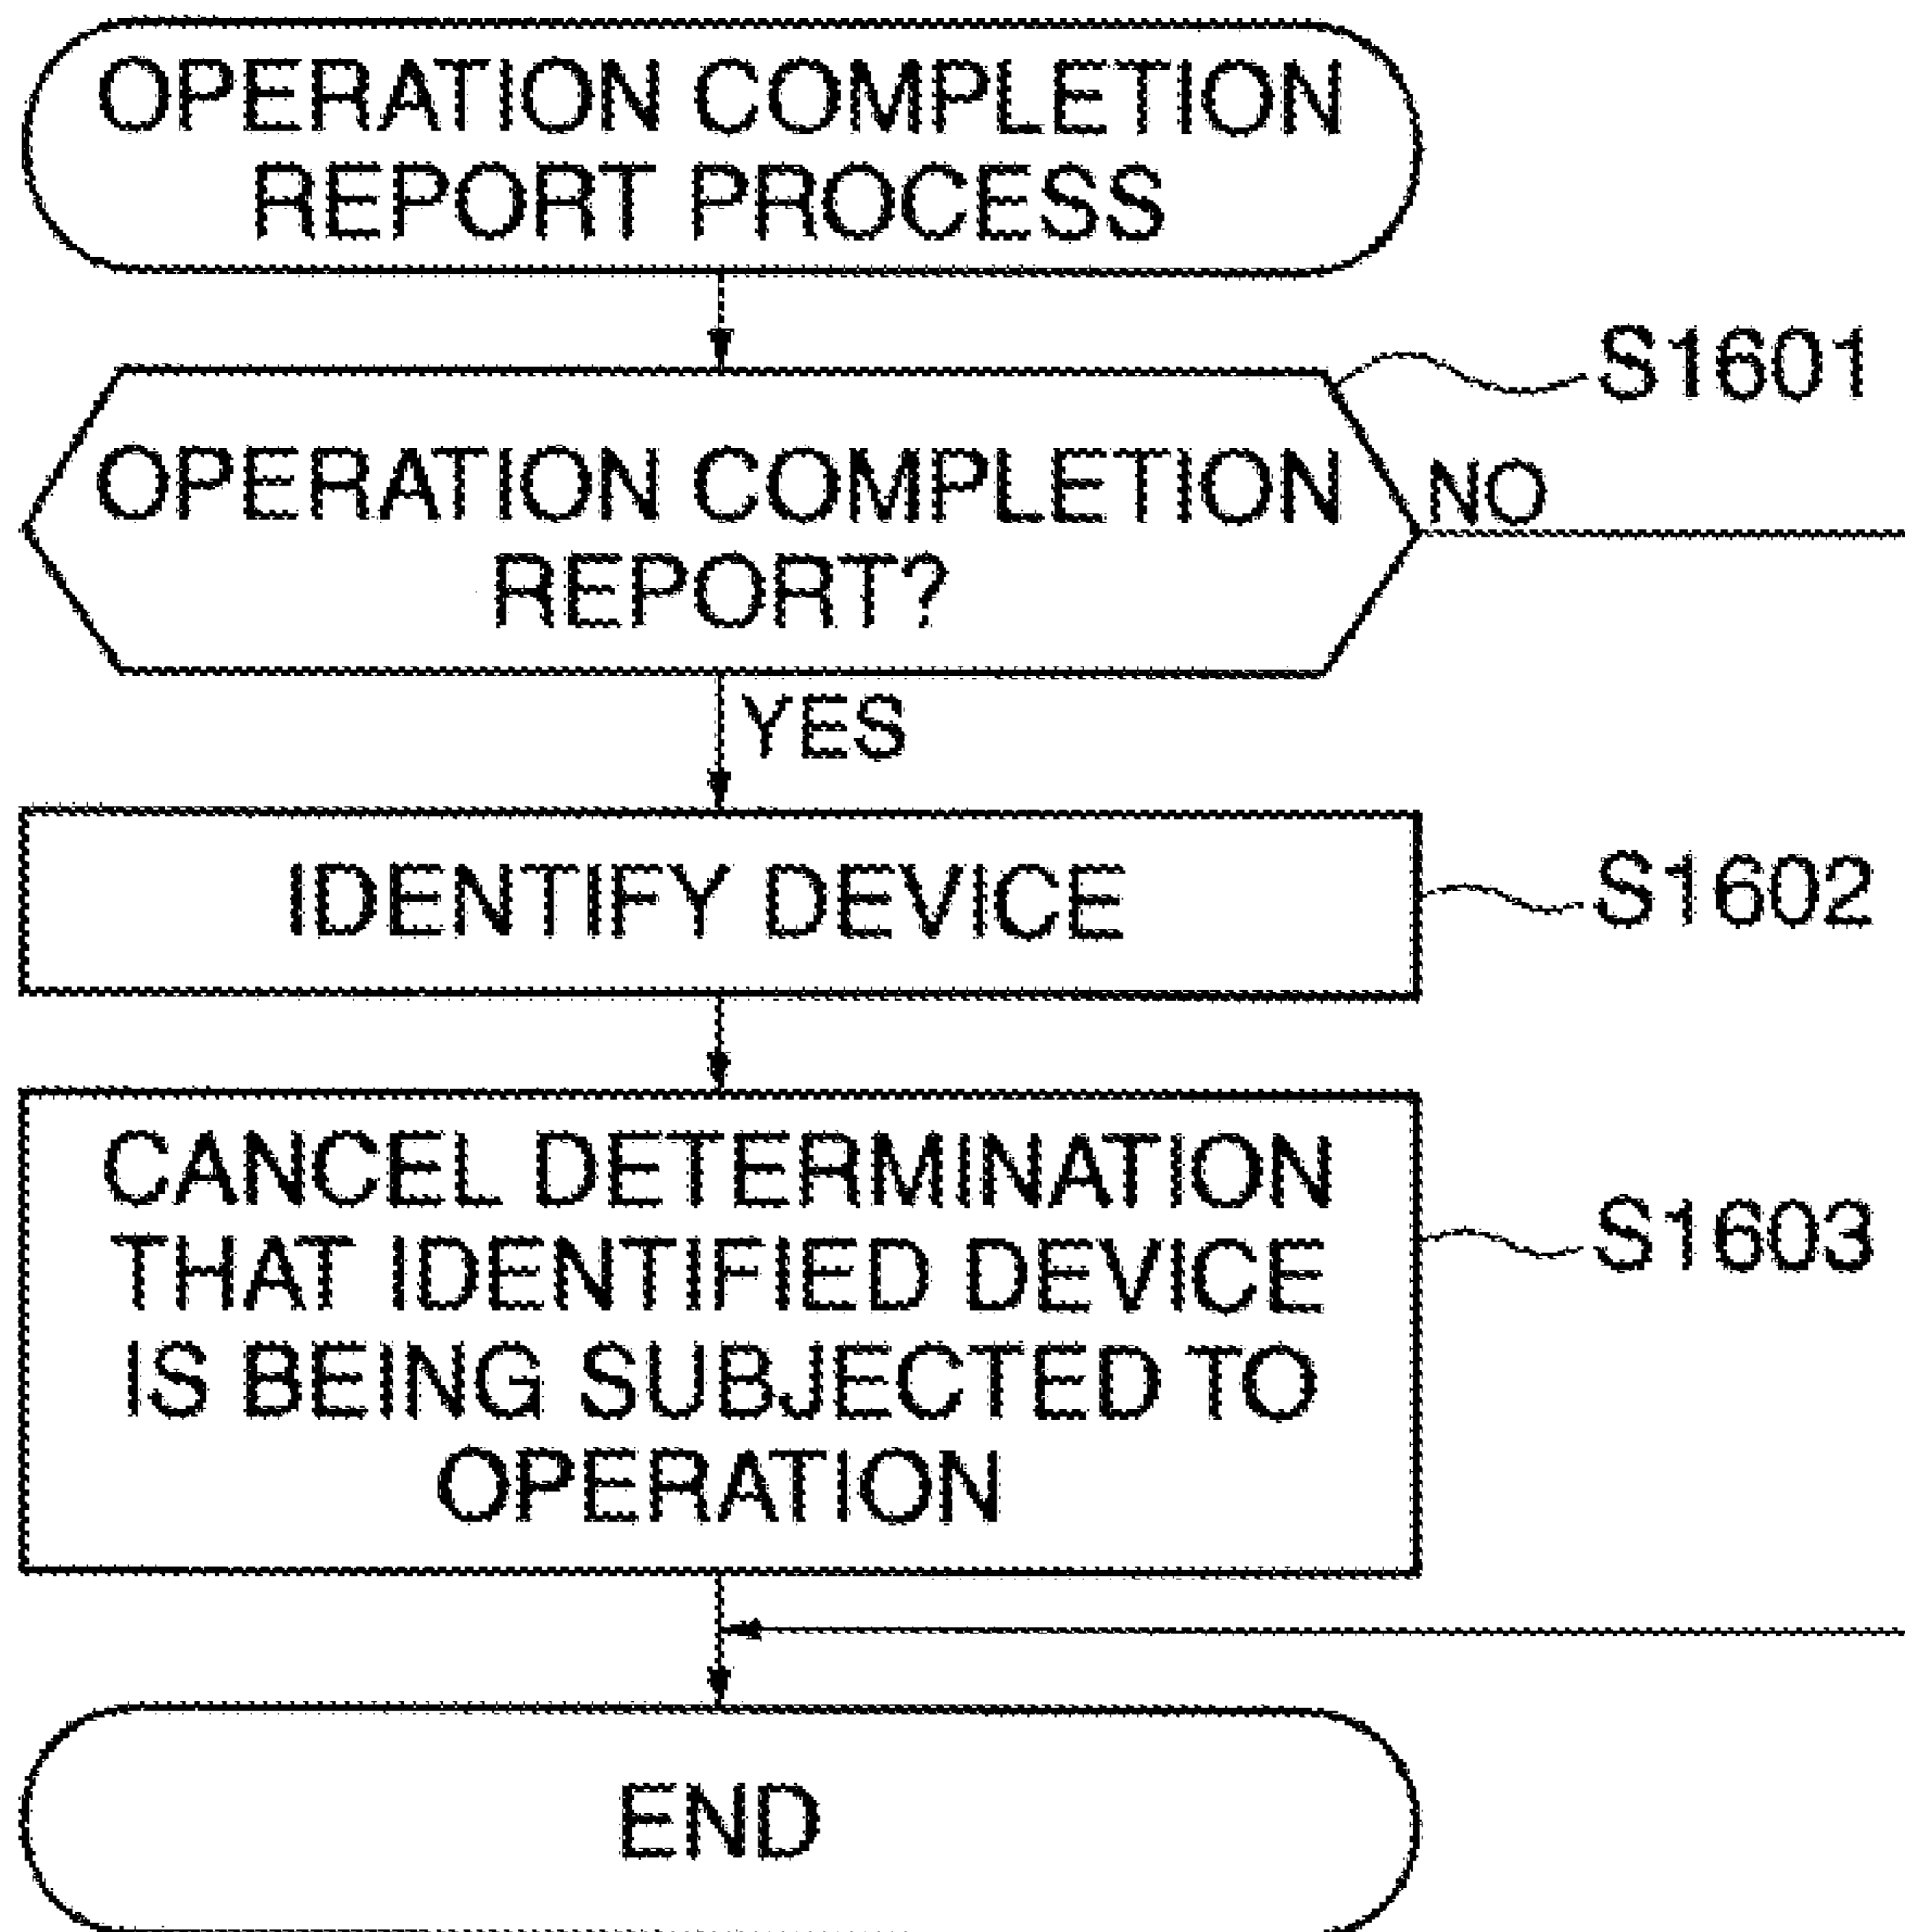 OPERATION COMPLETION
REPORT PROCESS
S1601
OPERATION COMPLETION
REPORT?
NO
YES
IDENTIFY DEVICE
S1602
CANCEL DETERMINATION
THAT IDENTIFIED DEVICE
IS BEING SUBJECTED TO
OPERATION
S1603
END